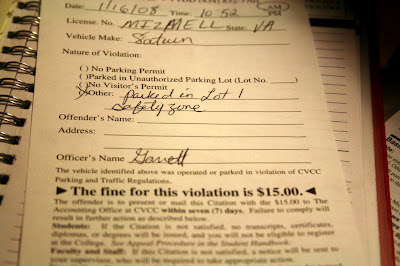 Date: 1/16/08 Time: 10:52 AM
PM
License. No. MIZMELL State: VA
Vehicle Make: Saturn
Nature of Violation:
( ) No Parking Permit
( )Parked in Unauthorized Parking Lot (Lot No. ______)
( )No Visitor's Permit
(X)Other: parked in Lot 1
Safety zone
Offender's Name:
Address:
Officer's Name Garrett
The vehicle identified above was operated or parked in violation of CVCC
Parking and Traffic Regulations.
►The fine for this violation is $15.00.◄
The offender is to present or mail this Citation with the $15.00 to The
Accounting Office at CVCC within seven (7) days. Failure to comply will
result in further action as described below.
Students: If the Citation is not satisfied, no transcripts, certificates,
diplomas, or degrees will be issued, and you will not be eligible to register
in the College. See Appeal Procedure in the Student Handbook.
Faculty and Staff: If this Citation is not satisfied, a notice will be sent to
your supervisor, who will be required to take appropriate action.